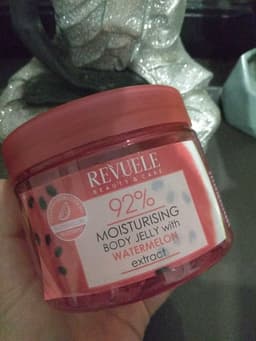 REVUELE
BEAUTY & CARE
92%
MOISTURISING
BODY JELLY with
WATERMELON
extract